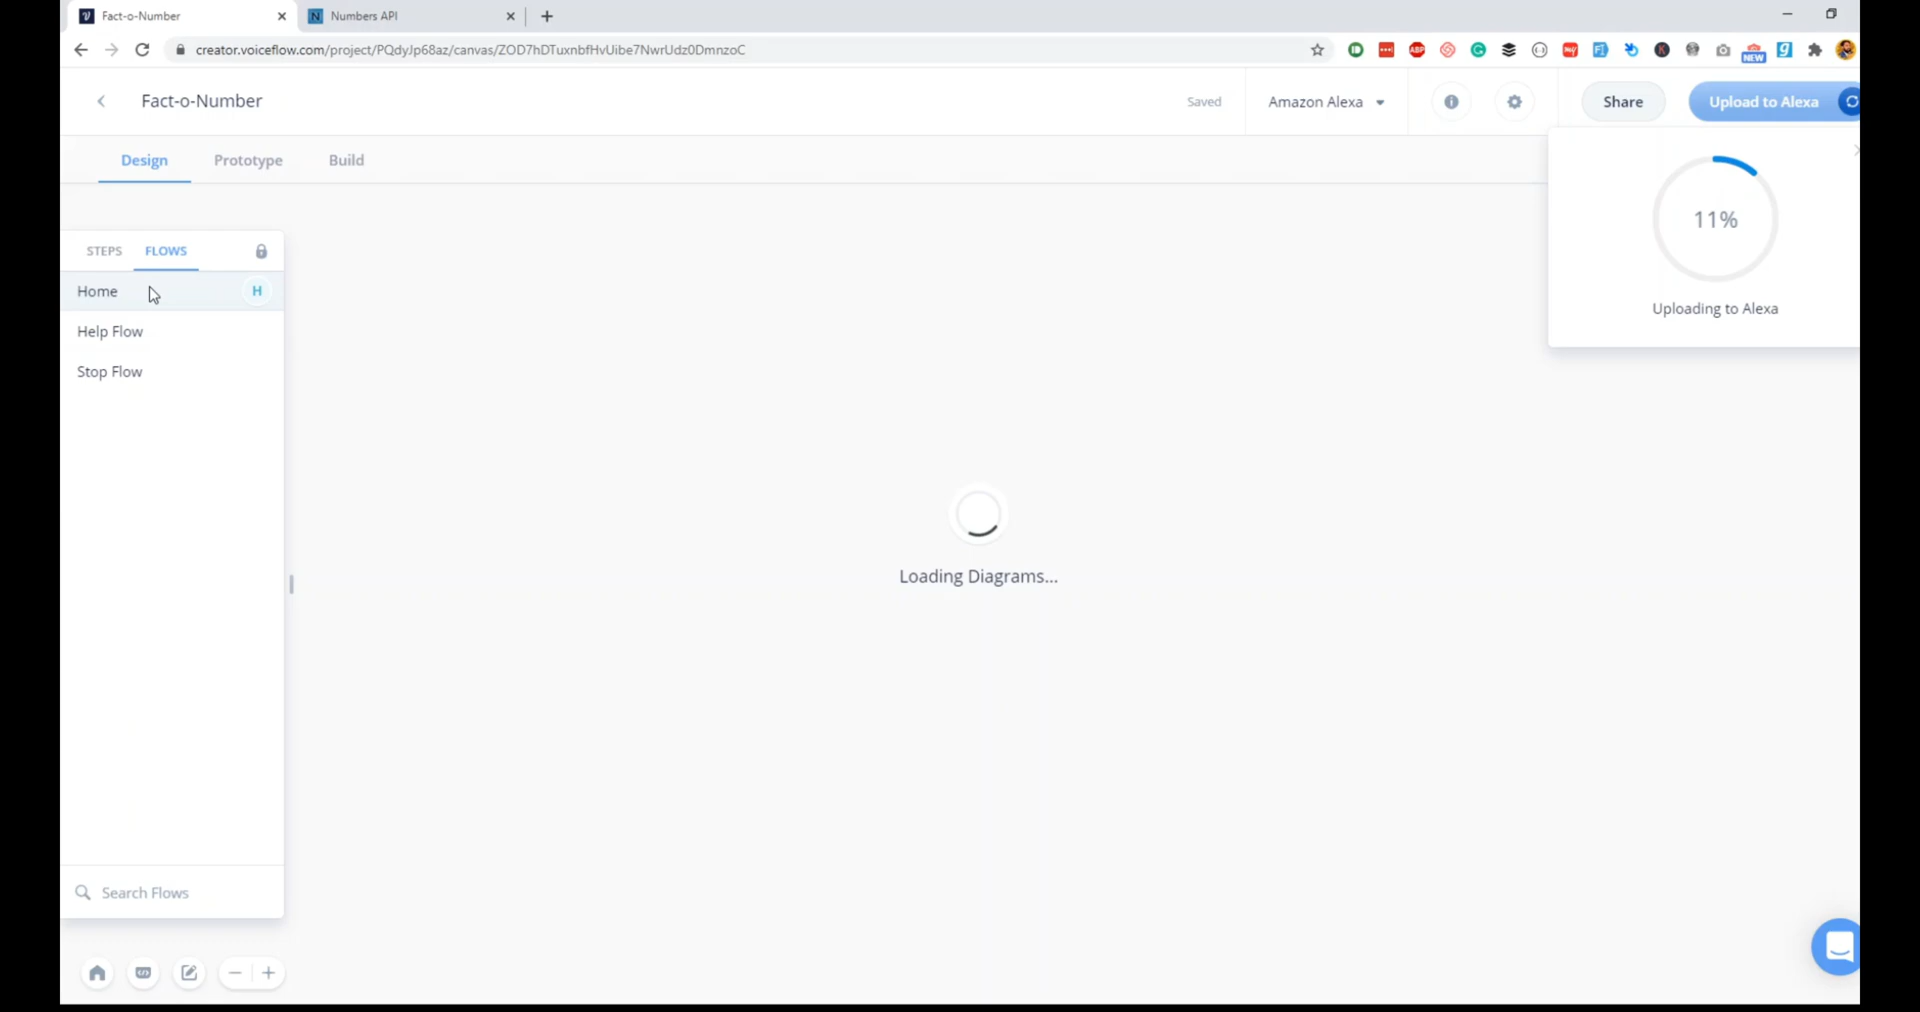 Fact-o-Number
Numbers API
creator.voiceflow.com/project/PQdyJp68az/canvas/ZOD7hDTuxnbfHvUibe7NwrUdz0DmnzoC
ABP
NEW
Fact-o-Number
Saved
Amazon Alexa
Share
Upload to Alexa
Design
Prototype
Build
11%
Uploading to Alexa
STEPS
FLOWS
Home
H
Help Flow
Stop Flow
Loading Diagrams...
Search Flows